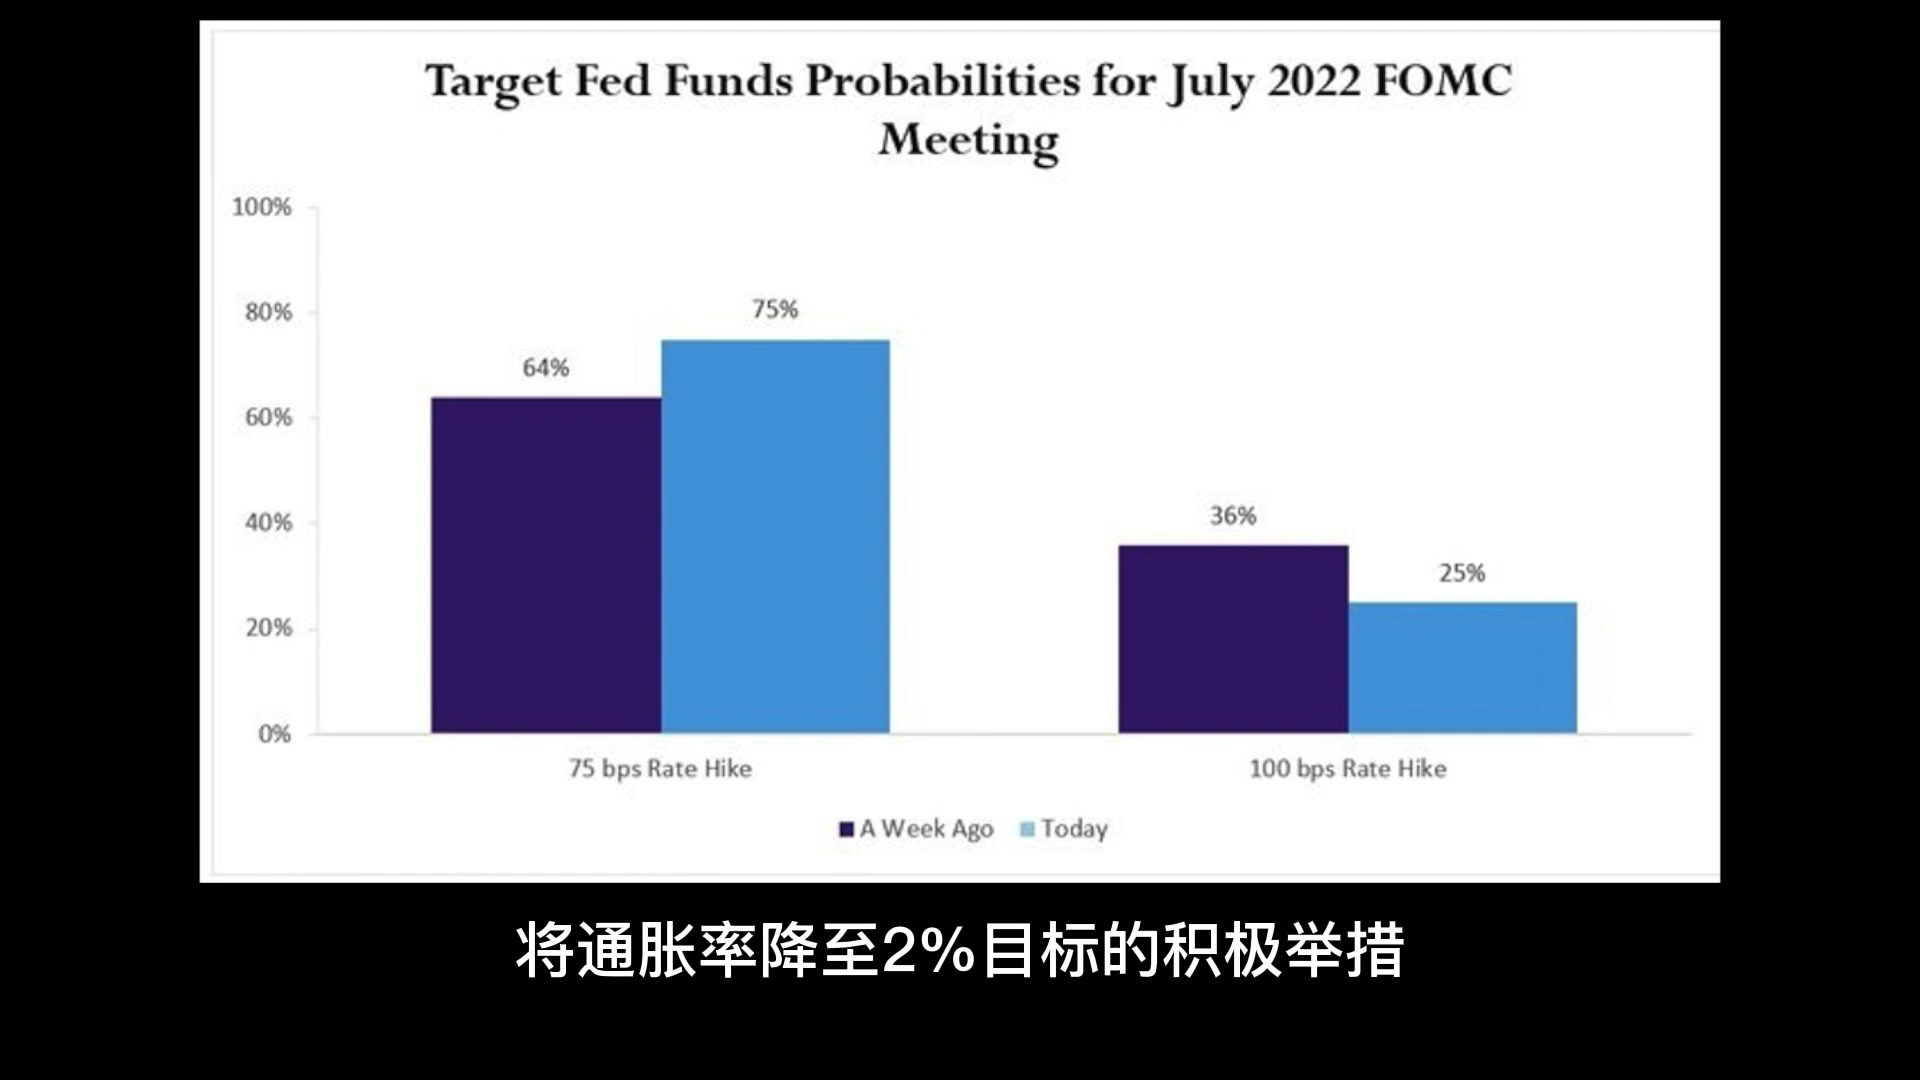 Target Fed Funds Probabilities for July 2022 FOMC
Meeting
100%
80%
60%
40%
20%
0%
64%
75%
36%
25%
75 bps Rate Hike
100 bps Rate Hike
A Week Ago
Today
将通胀率降至2%目标的积极举措